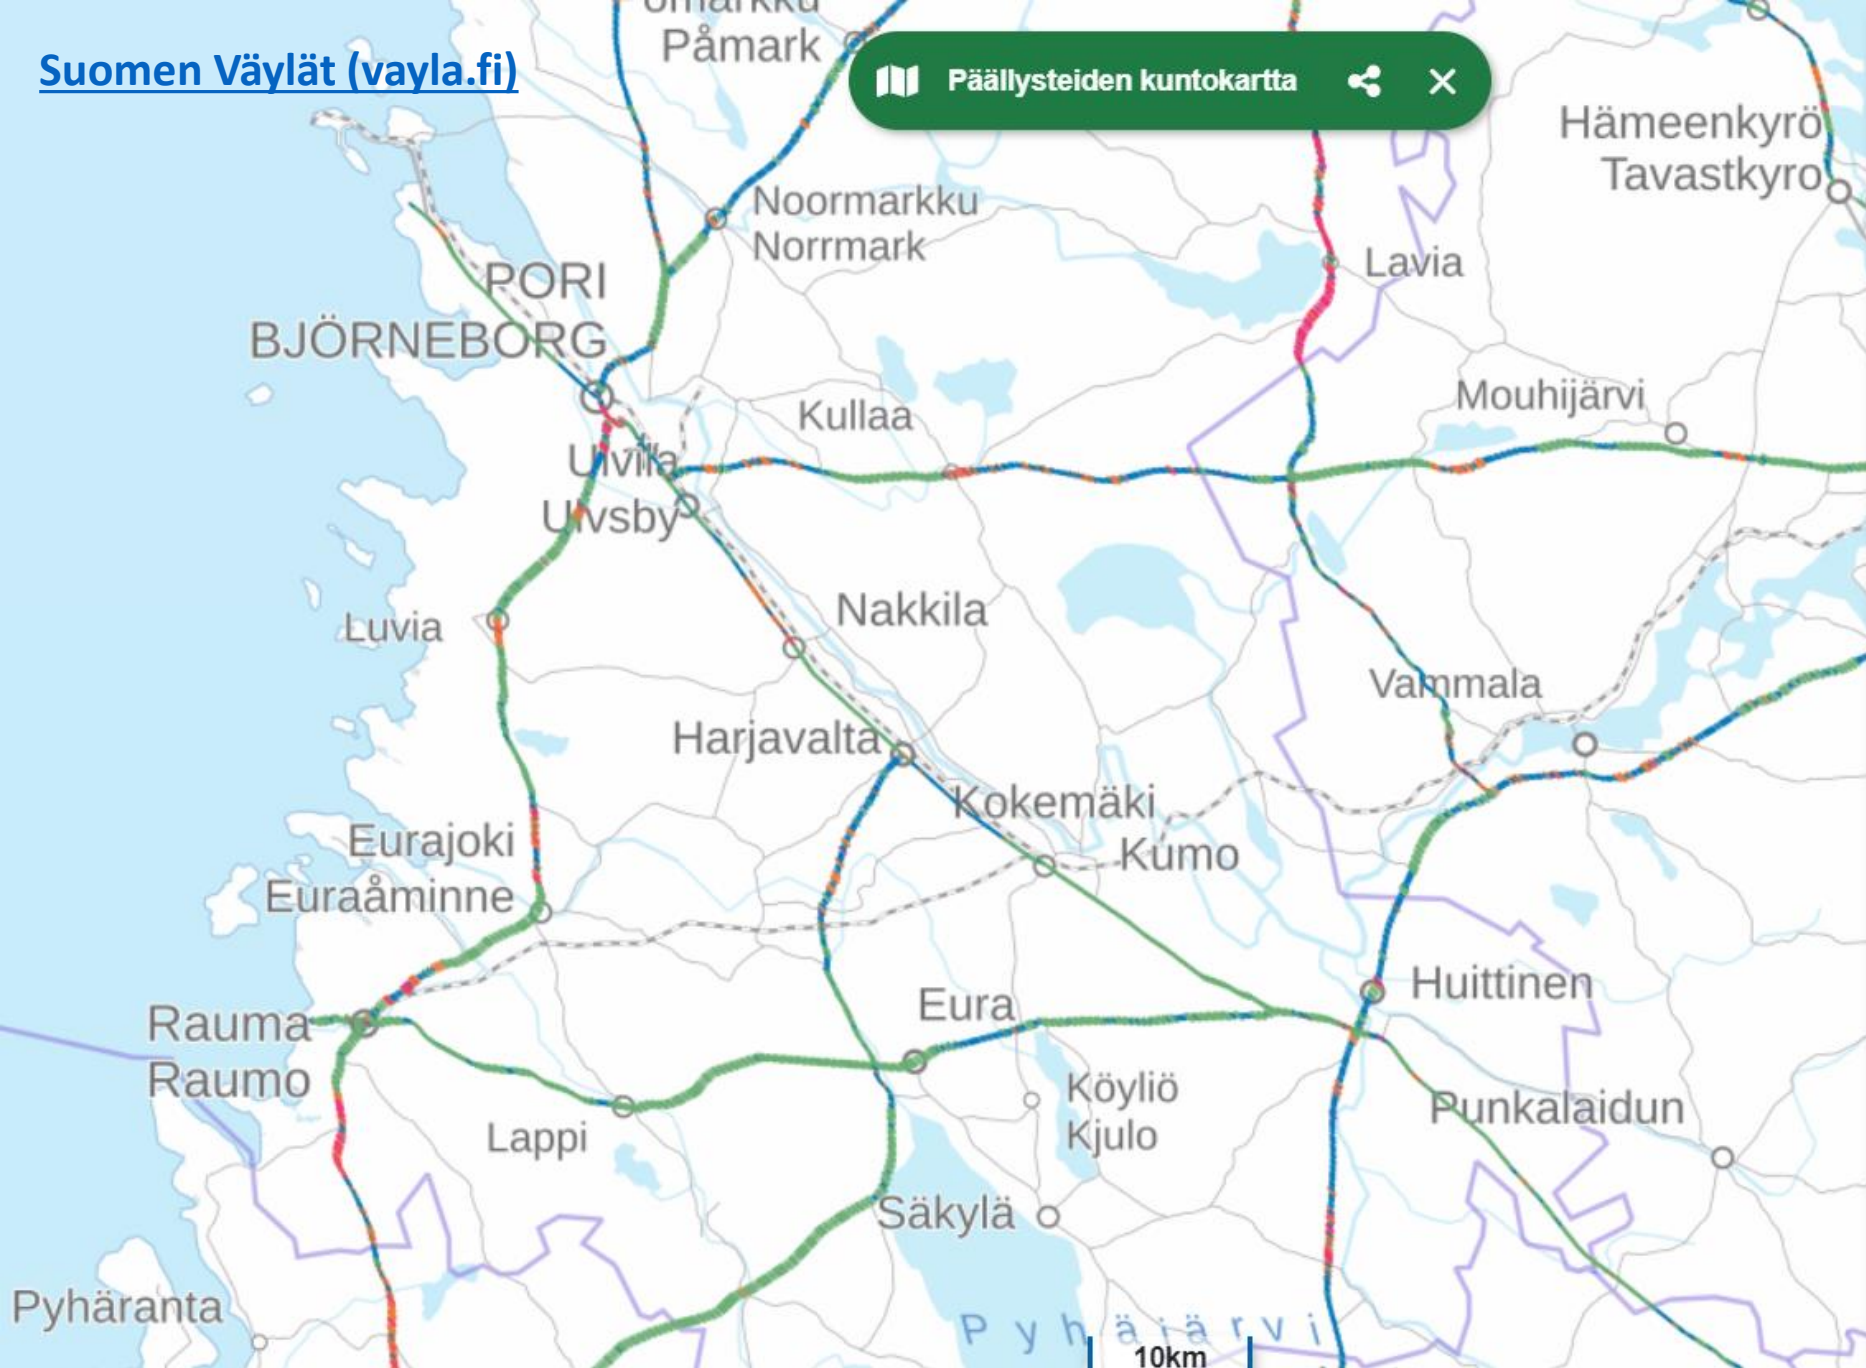 omarkku
Påmark
Suomen Väylät (vayla.fi)
Päällysteiden kuntokartta
Hämeenkyrö
Tavastkyro
Noormarkku
Norrmark
Lavia
PORI
BJÖRNEBORG
Mouhijärvi
Kullaa
Ulvila
Ulvsby
Nakkila
Luvia
Vammala
Harjavalta
Kokemäki
Kumo
Eurajoki
Euraåminne
Huittinen
Eura
Rauma
Raumo
Köyliö
Kjulo
Punkalaidun
Lappi
Säkylä
Pyhäranta
Pyhäjärvi
10km